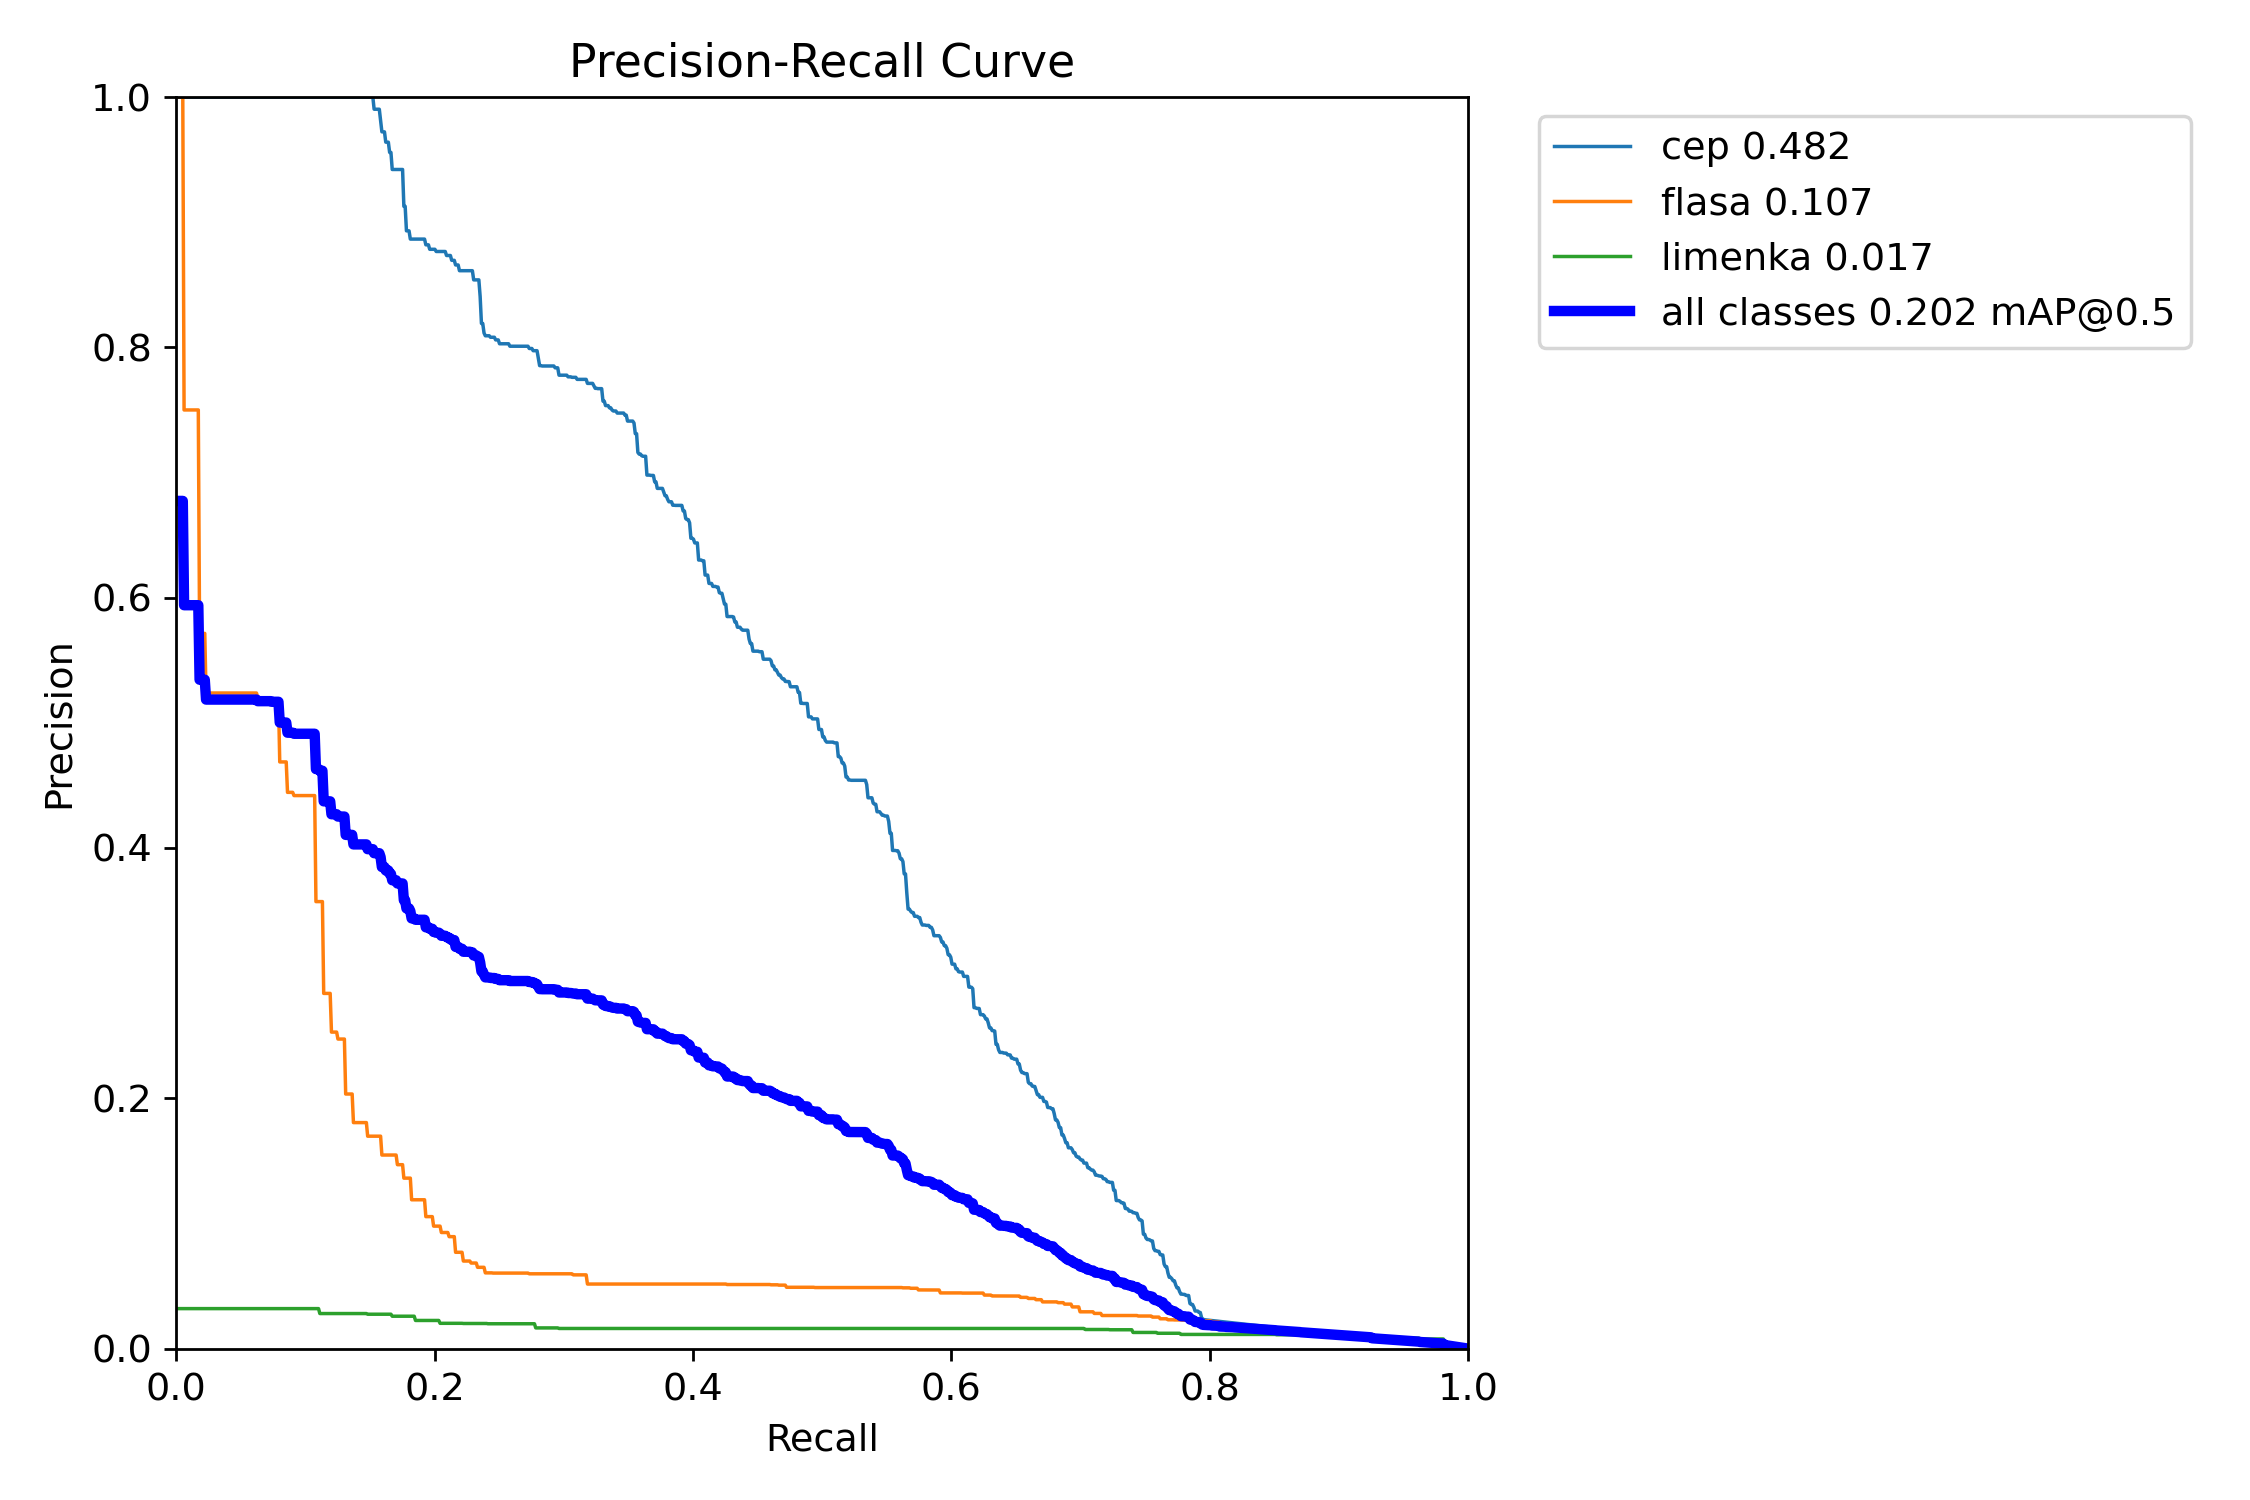 Precision-Recall Curve
1.0
0.8
0.6
0.4
0.2
0.0
Precision
0.0 0.2 0.4 0.6 0.8 1.0
Recall
cep 0.482
flasa 0.107
limenka 0.017
all classes 0.202 mAP@0.5